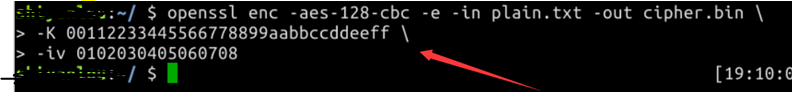 :~/ $ openssl enc -aes-128-cbc -e -in plain.txt -out cipher.bin \
> -K 00112233445566778899aabbccddeeff \
> -iv 0102030405060708
:~/ $ [19:10:0